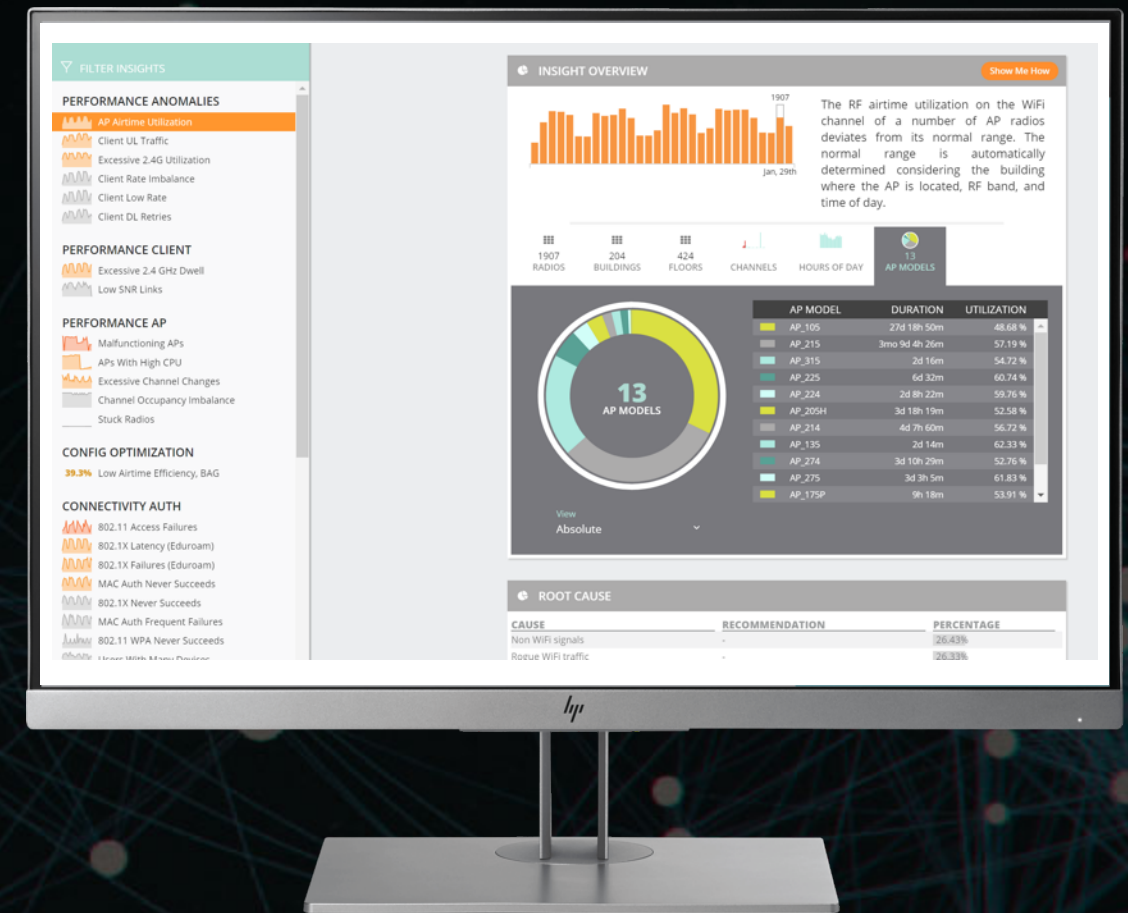 FILTER INSIGHTS
PERFORMANCE ANOMALIES
AP Airtime Utilization
Client UL Traffic
Excessive 2.4G Utilization
Client Rate Imbalance
Client Low Rate
Client DL Retries
PERFORMANCE CLIENT
Excessive 2.4 GHz Dwell
Low SNR Links
PERFORMANCE AP
Malfunctioning APs
APs With High CPU
Excessive Channel Changes
Channel Occupancy Imbalance
Stuck Radios
CONFIG OPTIMIZATION
39.3% Low Airtime Efficiency, BAG
CONNECTIVITY AUTH
802.11 Access Failures
802.1X Latency (Eduroam)
802.1X Failures (Eduroam)
MAC Auth Never Succeeds
802.1X Never Succeeds
MAC Auth Frequent Failures
802.11 WPA Never Succeeds
Users With Many Devices
INSIGHT OVERVIEW
Show Me How
1907
Jan, 29th
The RF airtime utilization on the WiFi
channel of a number of AP radios
deviates from its normal range. The
normal range is automatically
determined considering the building
where the AP is located, RF band, and
time of day.
1907 204 424 13
RADIOS BUILDINGS FLOORS CHANNELS HOURS OF DAY AP MODELS
13
AP MODELS
View
Absolute
AP MODEL DURATION UTILIZATION
AP_105 27d 18h 50m 48.68 %
AP_215 3mo 9d 4h 26m 57.19 %
AP_315 2d 16m 54.72 %
AP_225 6d 32m 60.74 %
AP_224 2d 8h 22m 59.76 %
AP_205H 3d 18h 19m 52.58 %
AP_214 4d 7h 60m 56.72 %
AP_135 2d 14m 62.33 %
AP_274 3d 10h 29m 52.76 %
AP_275 3d 3h 5m 61.83 %
AP_175P 9h 18m 53.91 %
ROOT CAUSE
CAUSE RECOMMENDATION PERCENTAGE
Non WiFi signals - 26.43%
Rogue WiFi traffic - 26.33%
hp